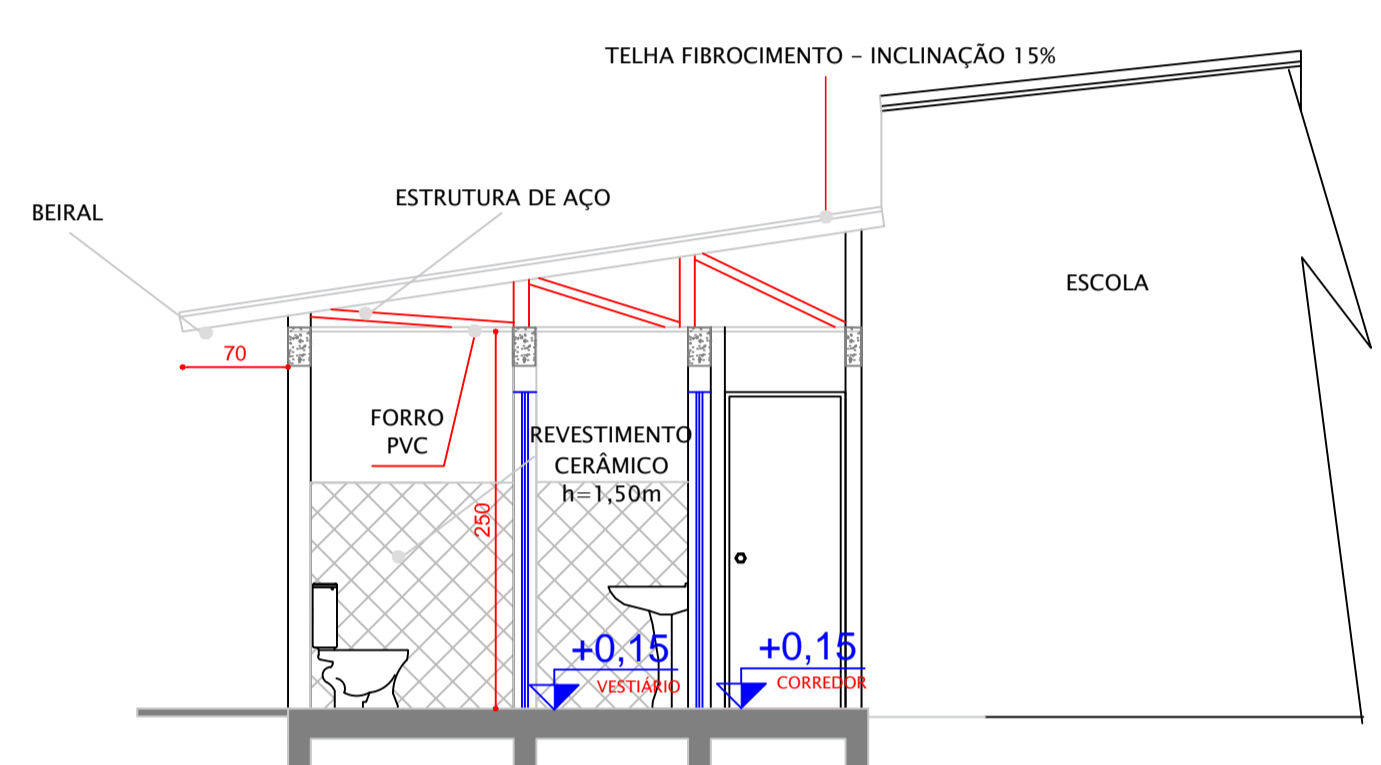 TELHA FIBROCIMENTO - INCLINAÇÃO 15%
ESTRUTURA DE AÇO
BEIRAL
ESCOLA
70
FORRO
PVC
REVESTIMENTO
CERÂMICO
h=1,50m
250
+0,15
VESTIÁRIO
+0,15
CORREDOR